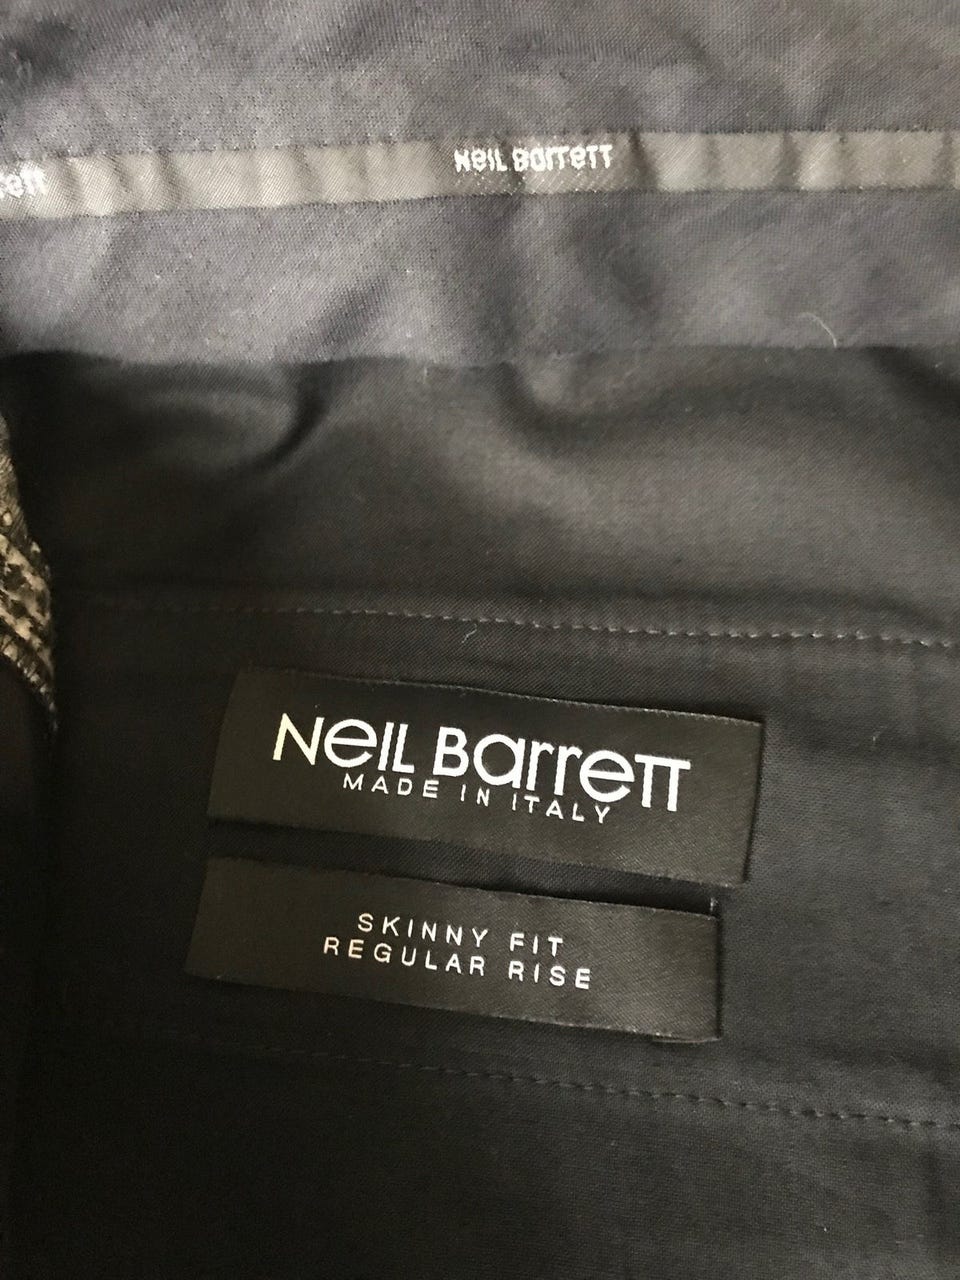 NeiL Barrett
NeiL Barrett
MADE IN ITALY
SKINNY FIT
REGULAR RISE